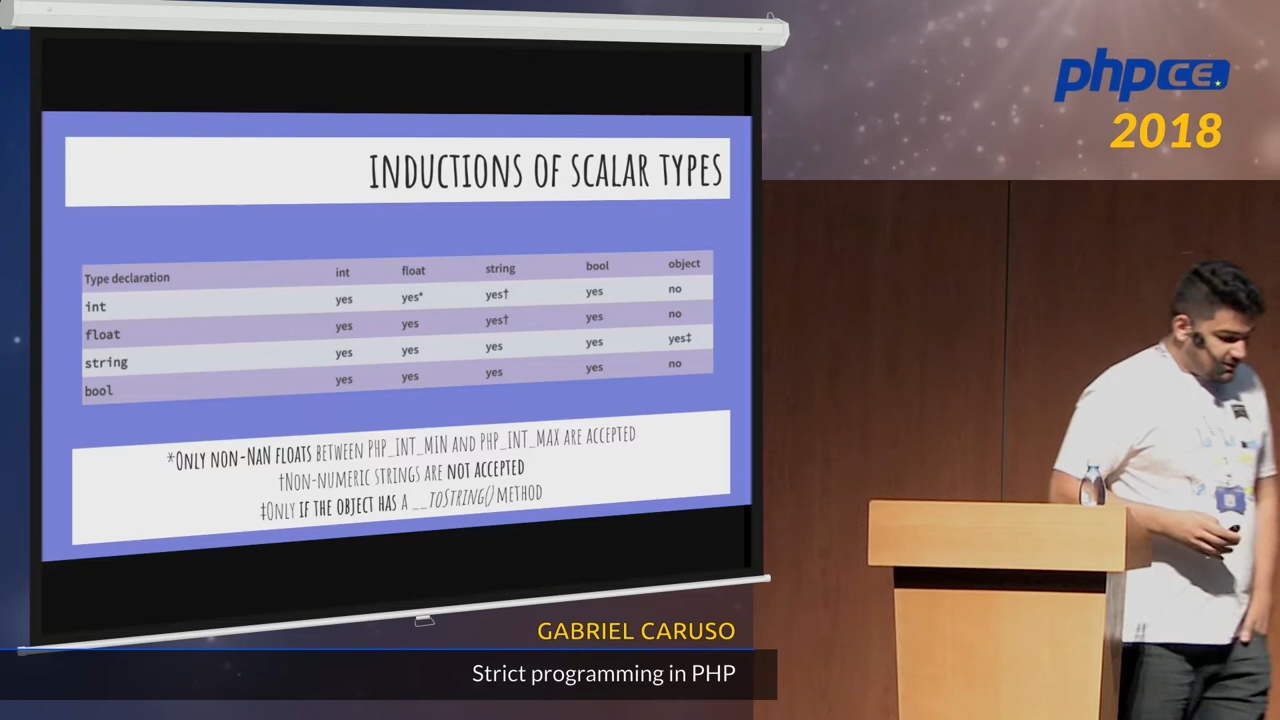 phpCE.
2018
INDUCTIONS OF SCALAR TYPES
Type declaration int float string bool object
int yes yes* yes† yes no
float yes yes yes† yes no
string yes yes yes yes yes‡
bool yes yes yes yes no
*ONLY NON-NAN FLOATS BETWEEN PHP_INT_MIN AND PHP_INT_MAX ARE ACCEPTED
†NON-NUMERIC STRINGS ARE NOT ACCEPTED
‡ONLY IF THE OBJECT HAS A __TOSTRING() METHOD
GABRIEL CARUSO
Strict programming in PHP